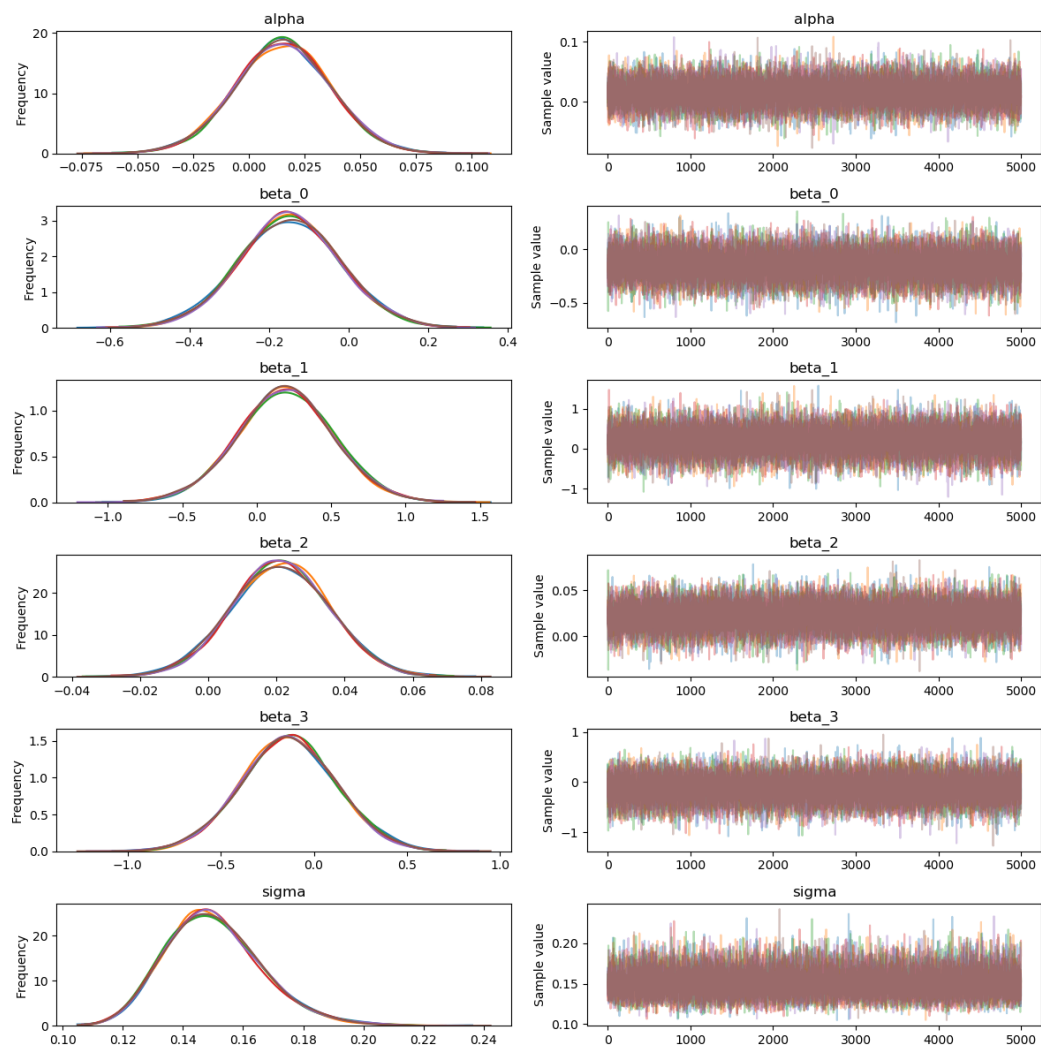 alpha alpha
20
10
0
Frequency
−0.075 −0.050 −0.025 0.000 0.025 0.050 0.075 0.100
0.1
0.0
Sample value
0 1000 2000 3000 4000 5000
beta_0 beta_0
3
2
1
0
Frequency
−0.6 −0.4 −0.2 0.0 0.2 0.4
0.0
−0.5
Sample value
0 1000 2000 3000 4000 5000
beta_1 beta_1
1.0
0.5
0.0
Frequency
−1.0 −0.5 0.0 0.5 1.0 1.5
1
0
−1
Sample value
0 1000 2000 3000 4000 5000
beta_2 beta_2
20
10
0
Frequency
−0.04 −0.02 0.00 0.02 0.04 0.06 0.08
0.05
0.00
Sample value
0 1000 2000 3000 4000 5000
beta_3 beta_3
1.5
1.0
0.5
0.0
Frequency
−1.0 −0.5 0.0 0.5 1.0
1
0
−1
Sample value
0 1000 2000 3000 4000 5000
sigma sigma
20
10
0
Frequency
0.10 0.12 0.14 0.16 0.18 0.20 0.22 0.24
0.20
0.15
0.10
Sample value
0 1000 2000 3000 4000 5000